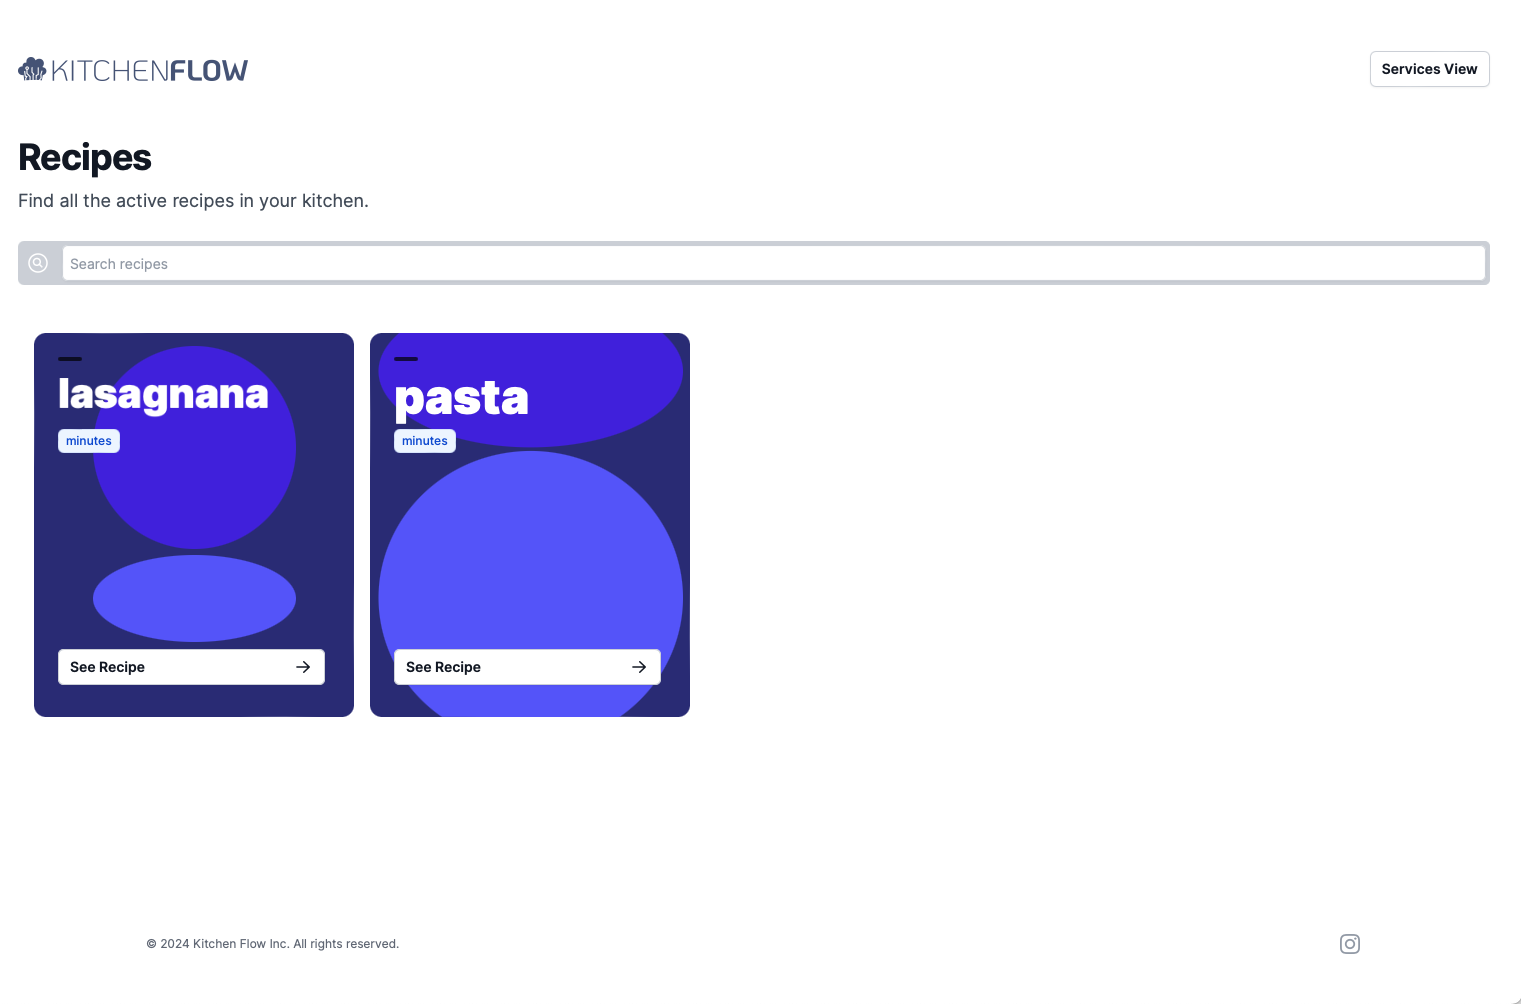 KITCHENFLOW
Services View
Recipes
Find all the active recipes in your kitchen.
Search recipes
lasagnana
minutes
See Recipe
pasta
minutes
See Recipe
© 2024 Kitchen Flow Inc. All rights reserved.